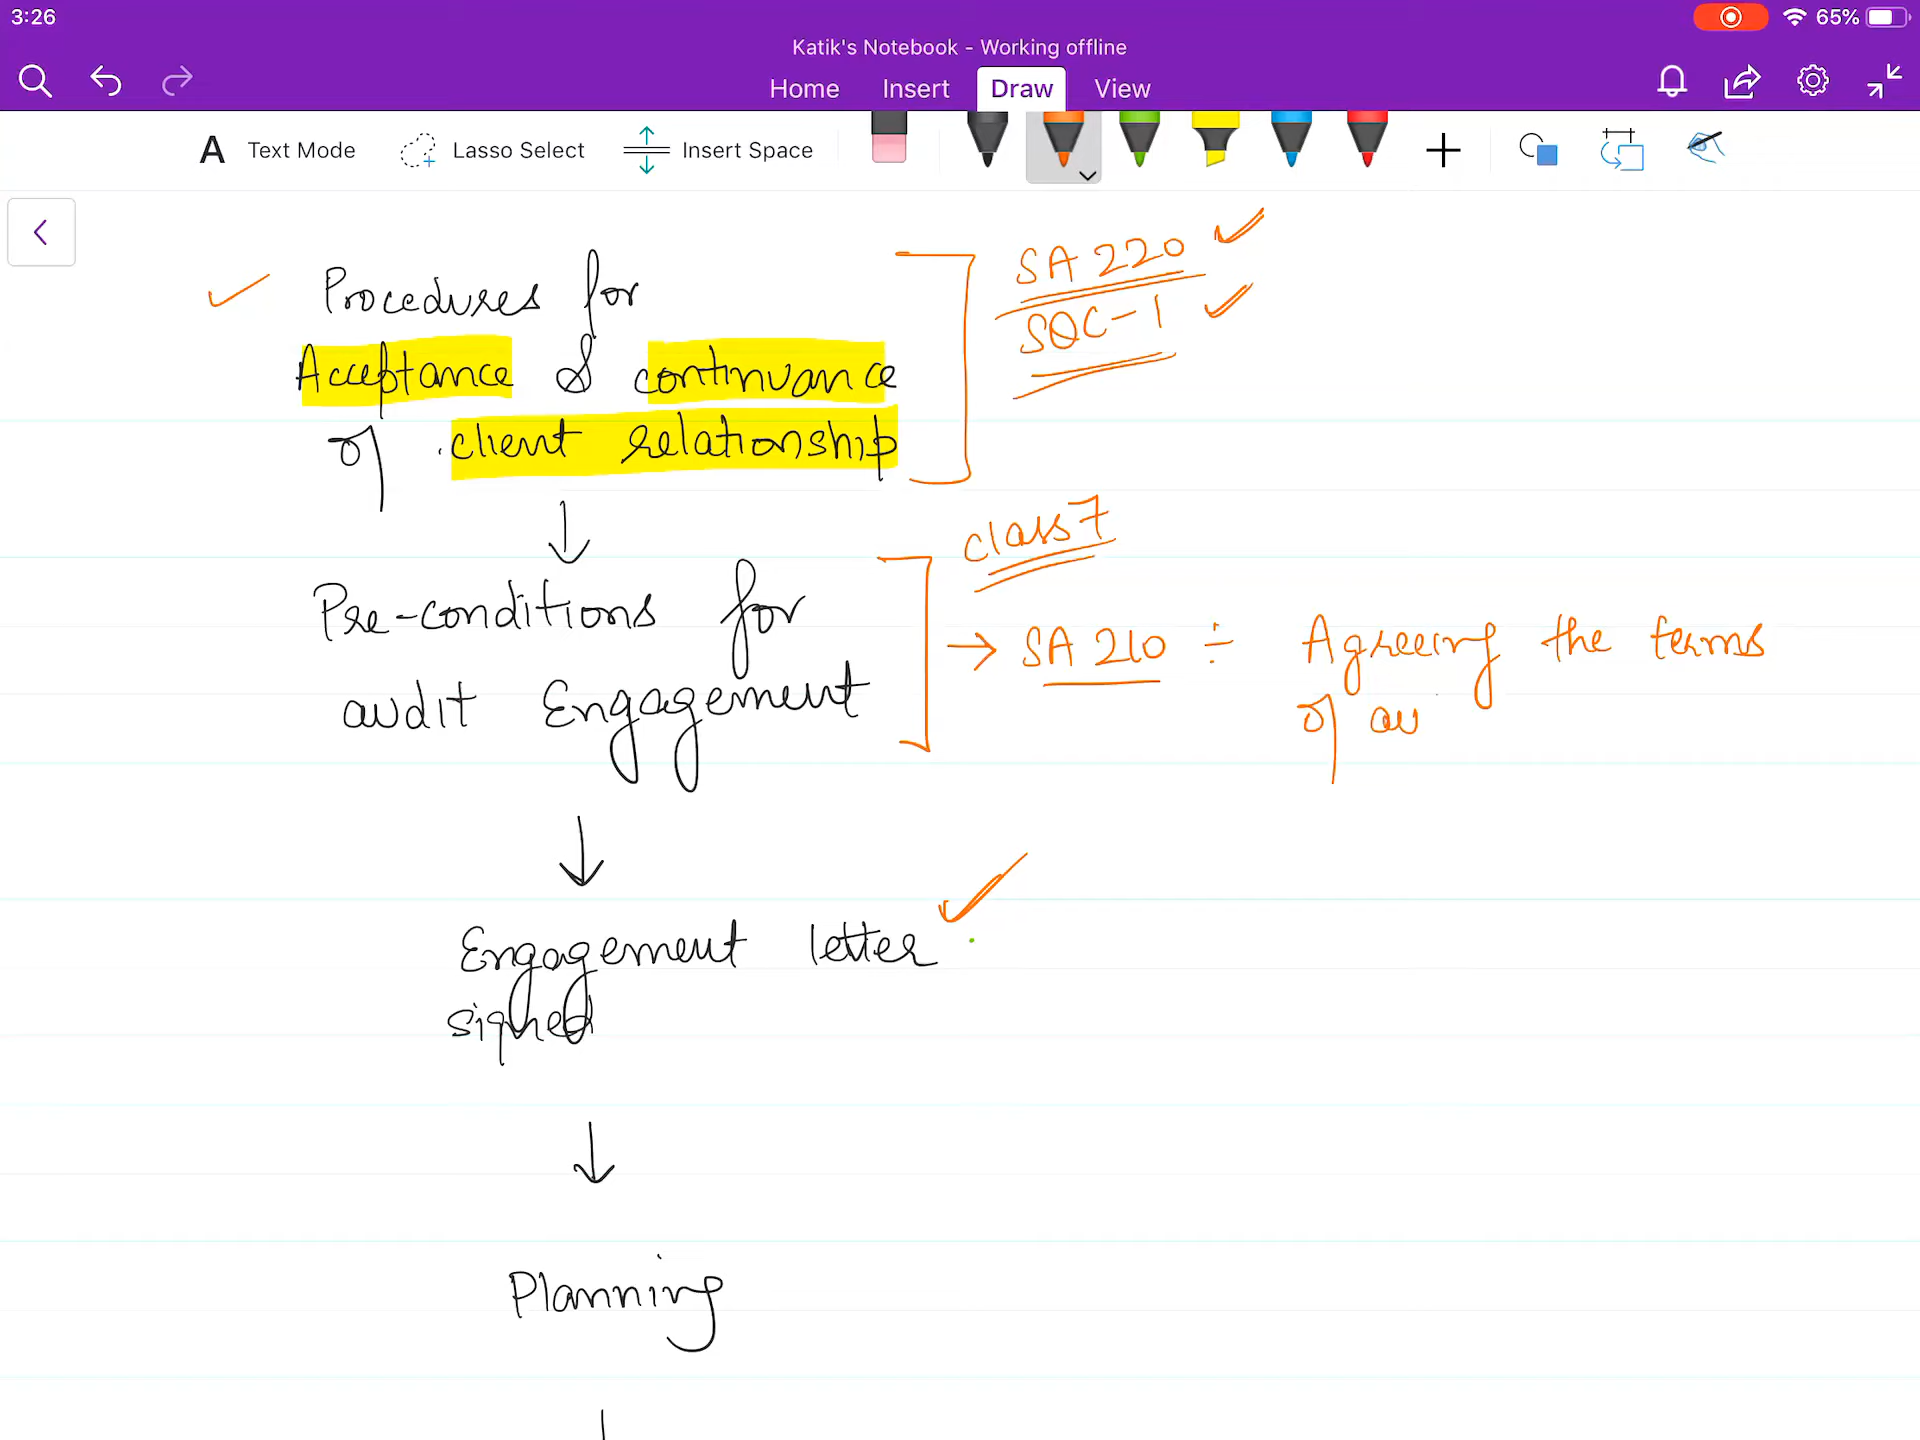 3:26
65%
Katik's Notebook - Working offline
Home Insert Draw View
A Text Mode Lasso Select Insert Space
Procedures for
Acceptance & continuance
of client relationship
SA 220
SQC-1
class 7
Pre-conditions for
audit Engagement
→ SA 210 ÷ Agreeing the terms
of au
Engagement letter
signed
Planning